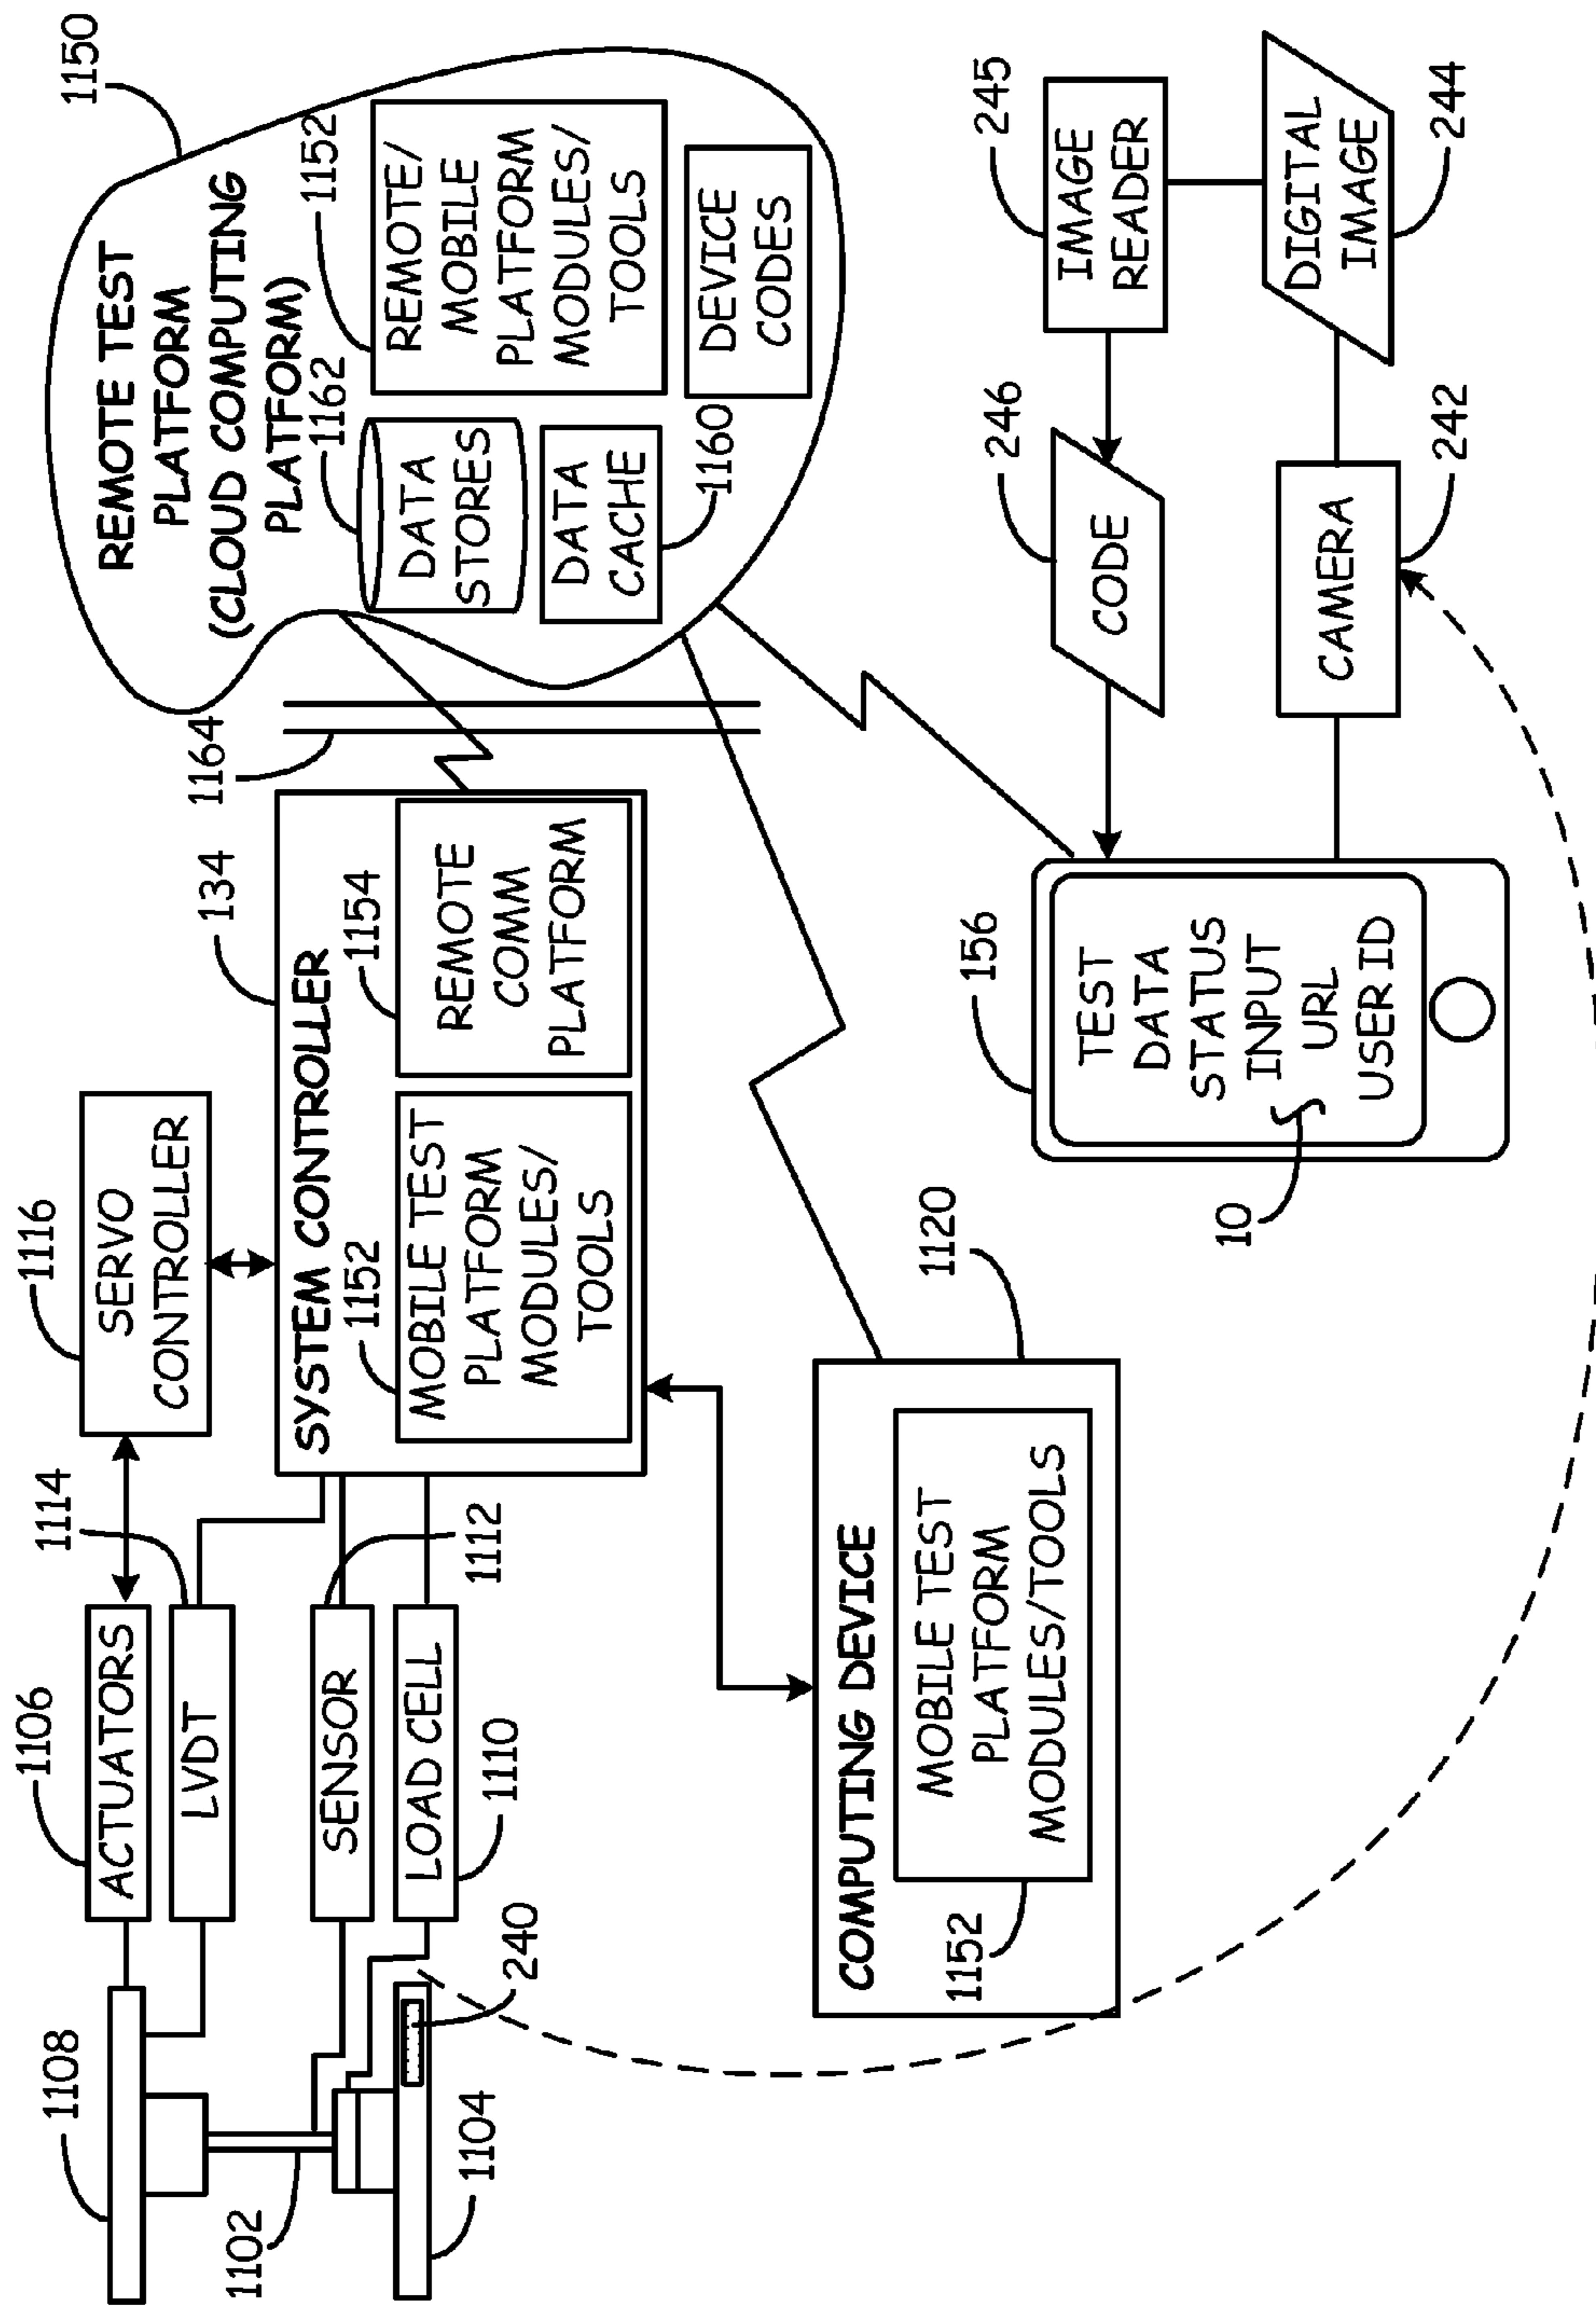 1108
1102
1104
240
1106
ACTUATORS
LVDT
1114
SENSOR
1112
LOAD CELL
1110
1116
SERVO
CONTROLLER
134
SYSTEM CONTROLLER
1152
MOBILE TEST
PLATFORM
MODULES/
TOOLS
1154
REMOTE
COMM
PLATFORM
1164
1150
REMOTE TEST
PLATFORM
(CLOUD COMPUTING
PLATFORM)
1162
DATA
STORES
DATA
CACHE
1160
1152
REMOTE/
MOBILE
PLATFORM
MODULES/
TOOLS
DEVICE
CODES
COMPUTING DEVICE
MOBILE TEST
PLATFORM
MODULES/TOOLS
1152
1120
156
TEST
DATA
STATUS
INPUT
URL
USER ID
10
246
CODE
245
IMAGE
READER
CAMERA
242
DIGITAL
IMAGE
244